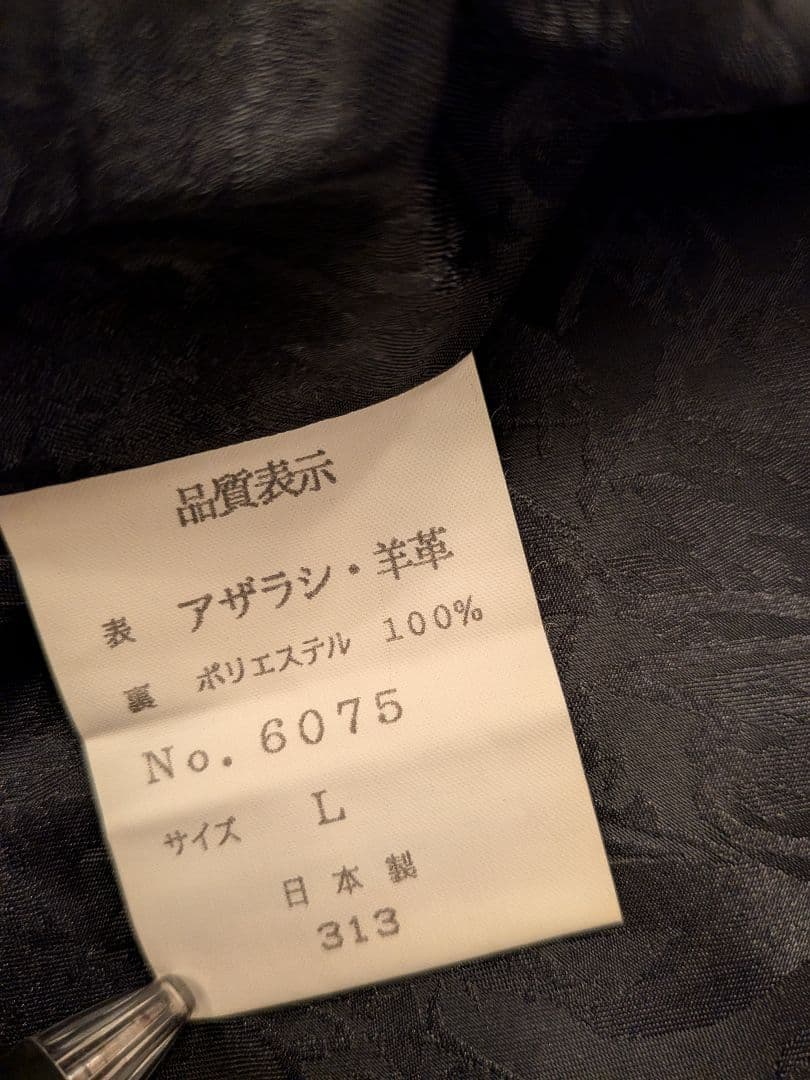 品質表示
表 アザラシ・羊革
裏 ポリエステル 100%
No. 6075
サイズ L
日本製
313